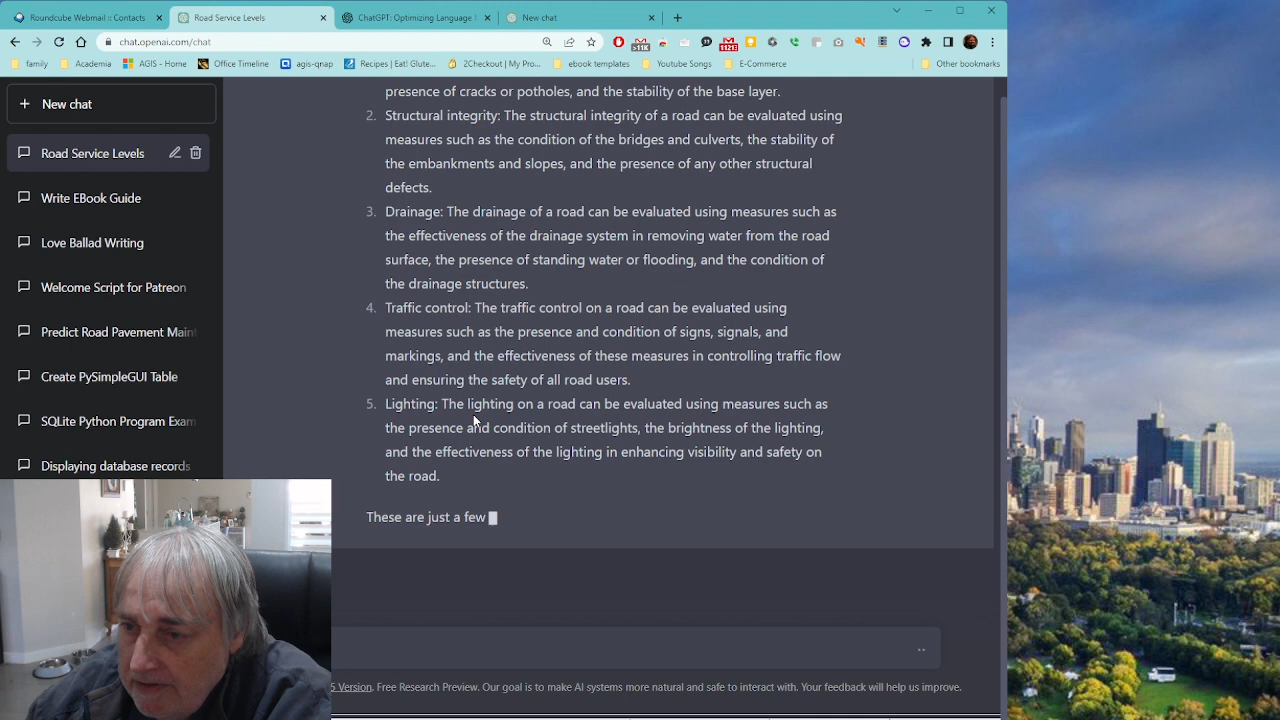 Roundcube Webmail :: Contacts
Road Service Levels
ChatGPT: Optimizing Language
New chat
chat.openai.com/chat
>11K
11213
family
Academia
AGIS - Home
Office Timeline
agis-qnap
Recipes | Eat! Glute...
2Checkout | My Pro...
ebook templates
Youtube Songs
E-Commerce
Other bookmarks
New chat
Road Service Levels
Write EBook Guide
Love Ballad Writing
Welcome Script for Patreon
Predict Road Pavement Maint
Create PySimpleGUI Table
SQLite Python Program Exam
Displaying database records
presence of cracks or potholes, and the stability of the base layer.
2. Structural integrity: The structural integrity of a road can be evaluated using
measures such as the condition of the bridges and culverts, the stability of
the embankments and slopes, and the presence of any other structural
defects.
3. Drainage: The drainage of a road can be evaluated using measures such as
the effectiveness of the drainage system in removing water from the road
surface, the presence of standing water or flooding, and the condition of
the drainage structures.
4. Traffic control: The traffic control on a road can be evaluated using
measures such as the presence and condition of signs, signals, and
markings, and the effectiveness of these measures in controlling traffic flow
and ensuring the safety of all road users.
5. Lighting: The lighting on a road can be evaluated using measures such as
the presence and condition of streetlights, the brightness of the lighting,
and the effectiveness of the lighting in enhancing visibility and safety on
the road.
These are just a few
5 Version. Free Research Preview. Our goal is to make AI systems more natural and safe to interact with. Your feedback will help us improve.